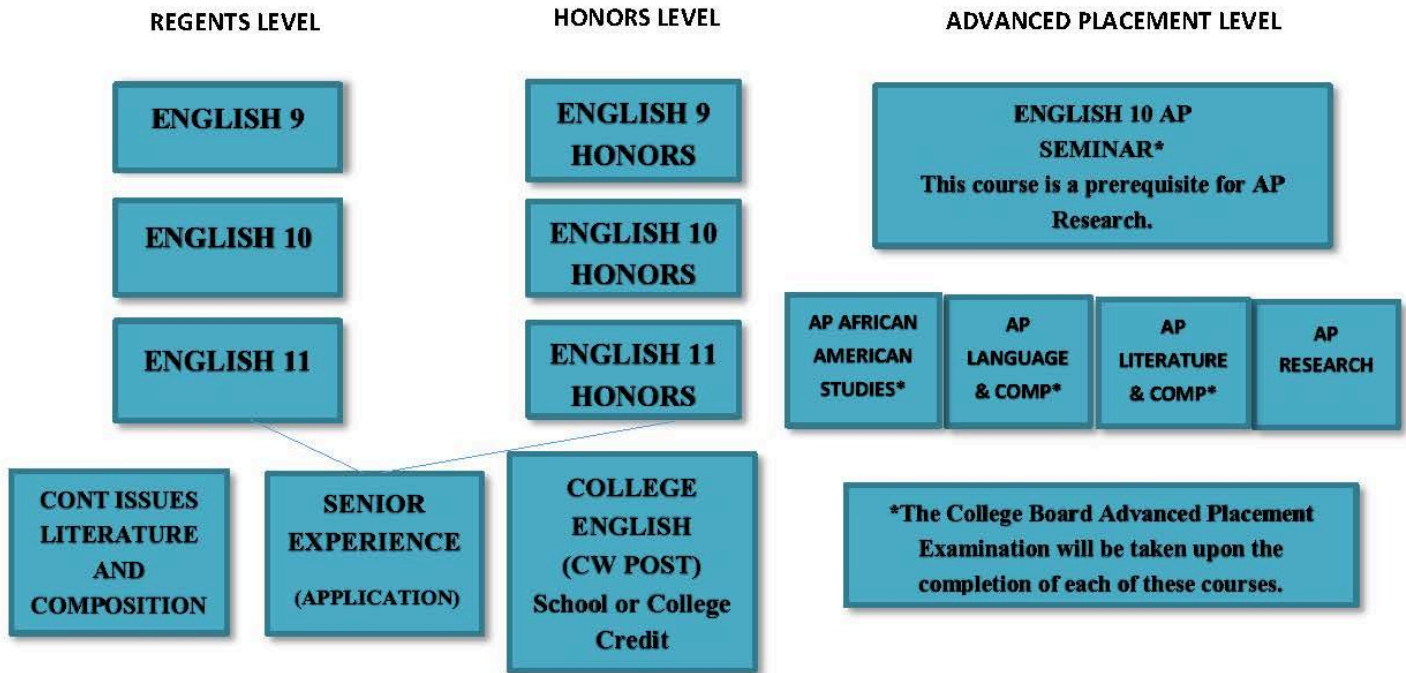 REGENTS LEVEL
HONORS LEVEL
ADVANCED PLACEMENT LEVEL
ENGLISH 9
ENGLISH 9
HONORS
ENGLISH 10 AP
SEMINAR*
This course is a prerequisite for AP
Research.
ENGLISH 10
ENGLISH 10
HONORS
ENGLISH 11
ENGLISH 11
HONORS
AP AFRICAN
AMERICAN
STUDIES*
AP
LANGUAGE
& COMP*
AP
LITERATURE
& COMP*
AP
RESEARCH
CONT ISSUES
LITERATURE
AND
COMPOSITION
SENIOR
EXPERIENCE
(APPLICATION)
COLLEGE
ENGLISH
(CW POST)
School or College
Credit
*The College Board Advanced Placement
Examination will be taken upon the
completion of each of these courses.